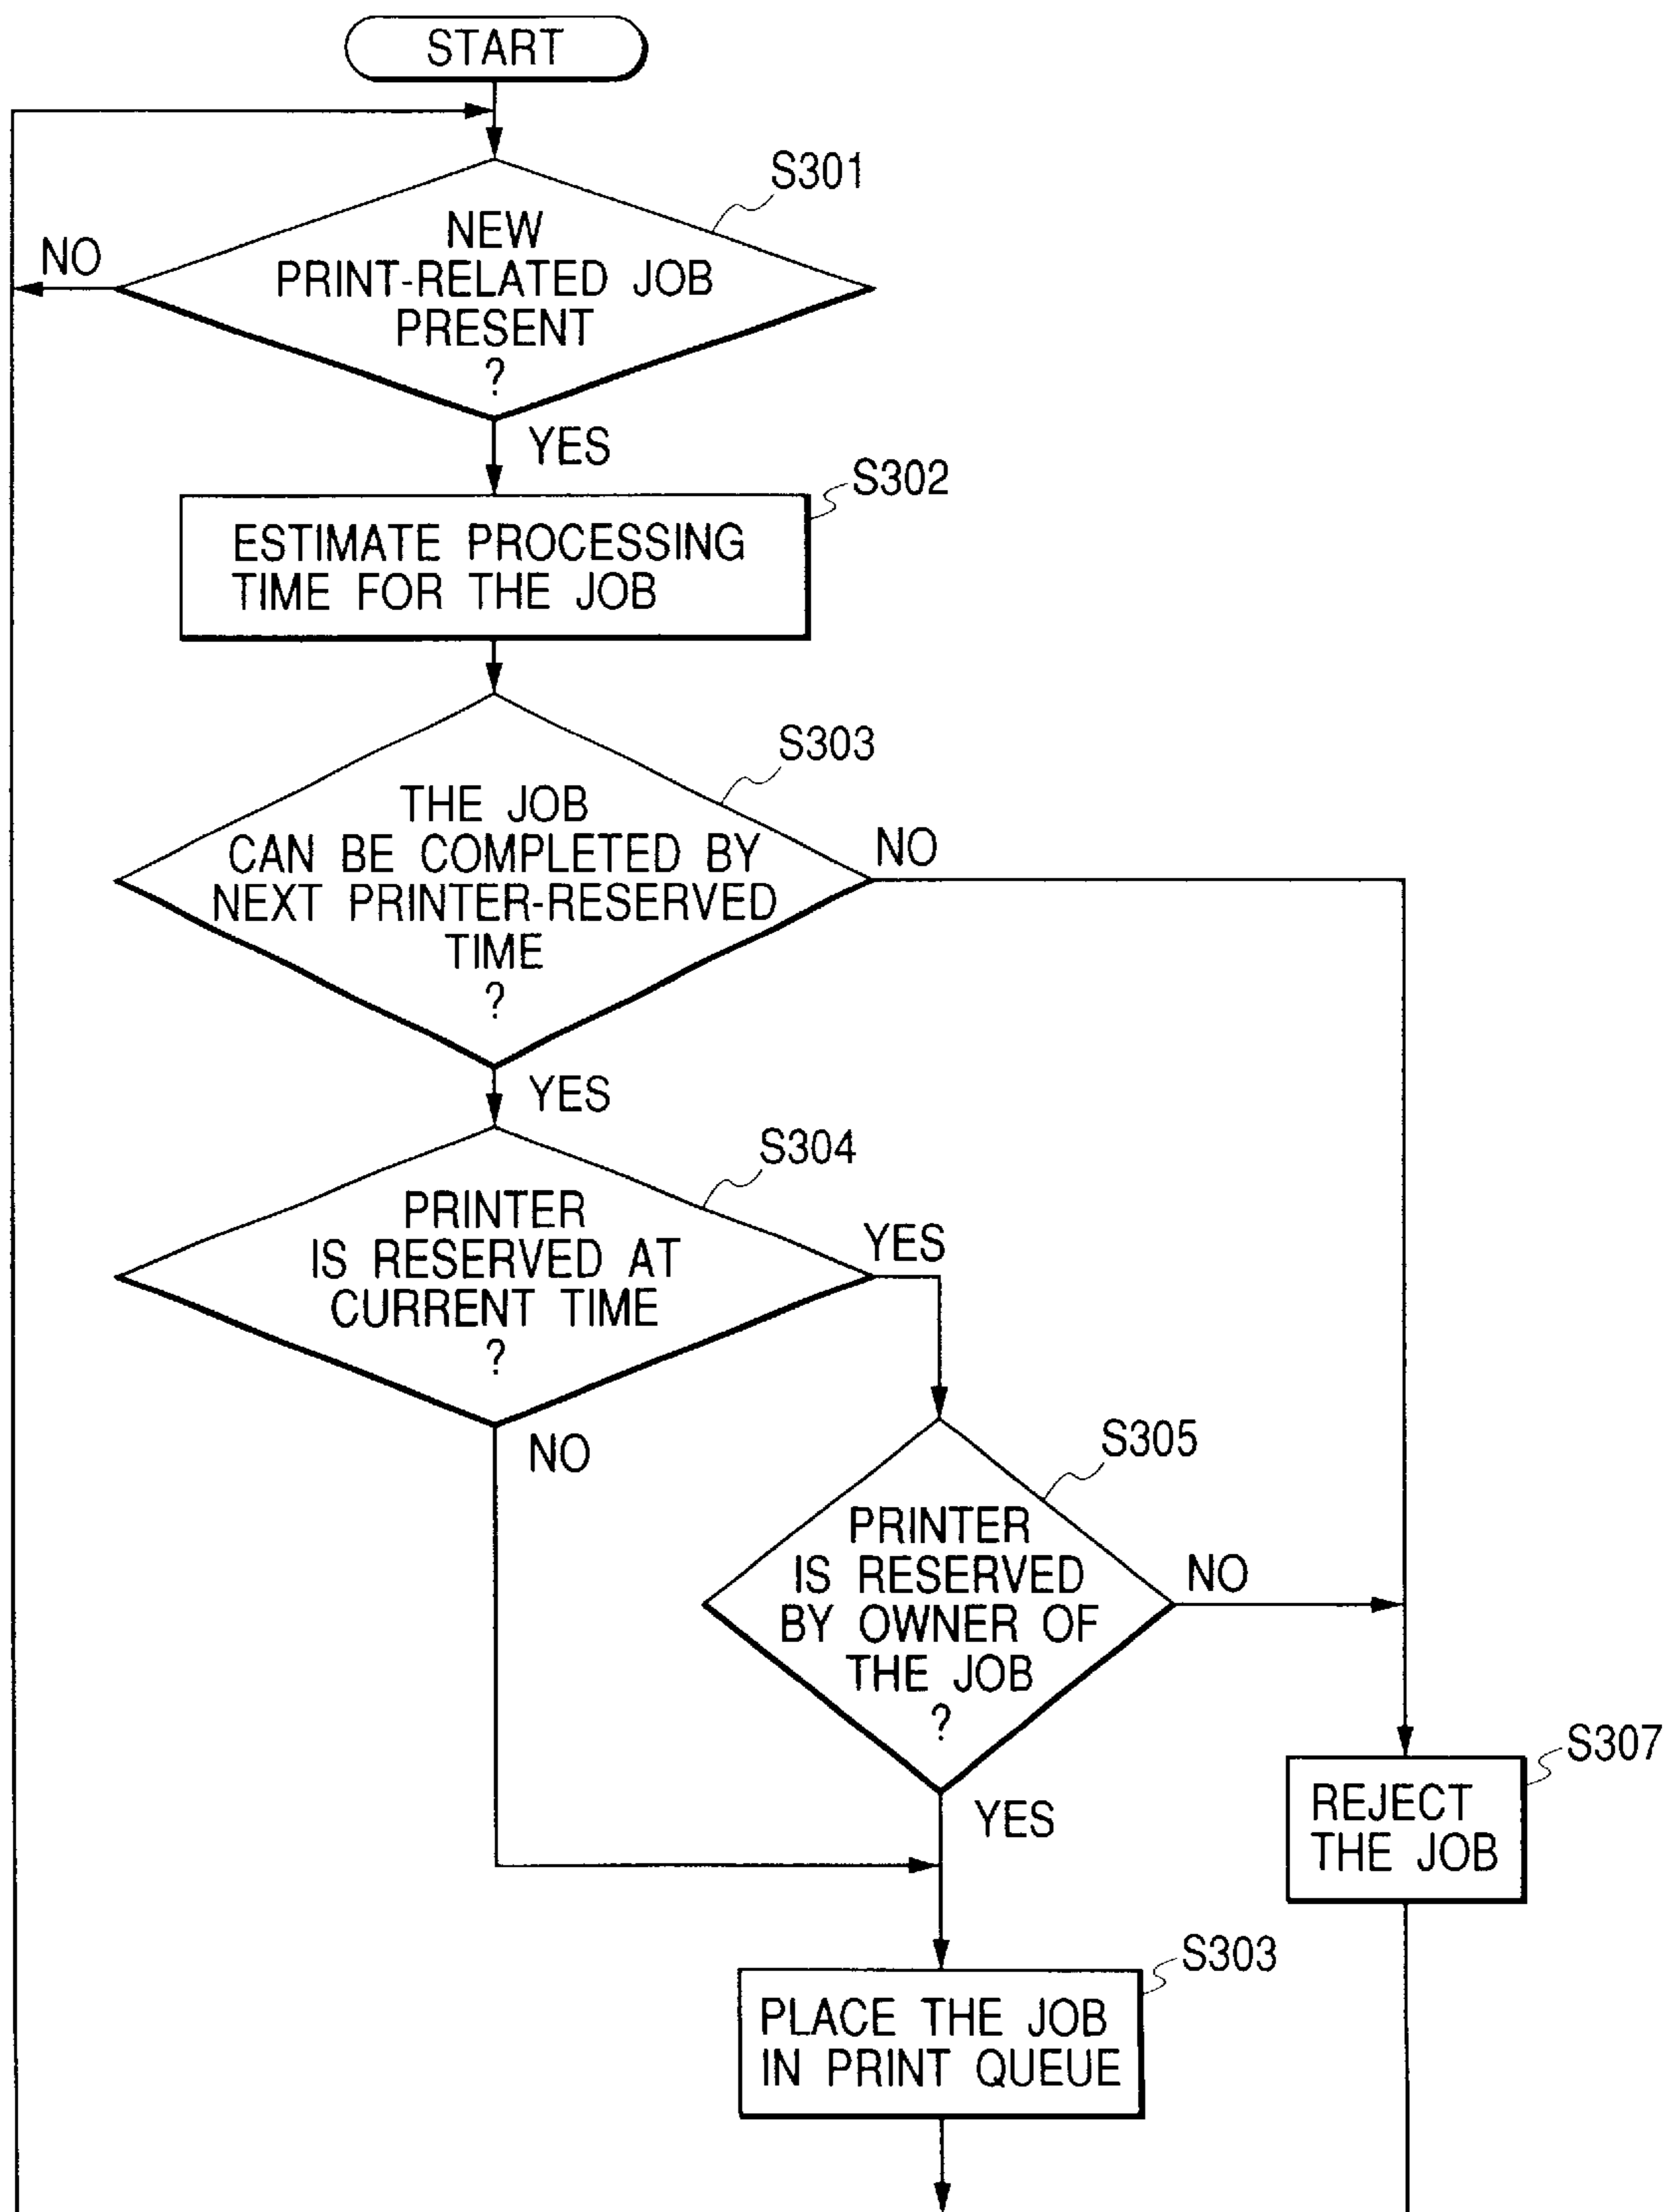 START
S301
NEW
PRINT-RELATED JOB
PRESENT
?
NO
YES
S302
ESTIMATE PROCESSING
TIME FOR THE JOB
S303
THE JOB
CAN BE COMPLETED BY
NEXT PRINTER-RESERVED
TIME
?
NO
YES
S304
PRINTER
IS RESERVED AT
CURRENT TIME
?
YES
NO
S305
PRINTER
IS RESERVED
BY OWNER OF
THE JOB
?
NO
YES
S307
REJECT
THE JOB
S303
PLACE THE JOB
IN PRINT QUEUE